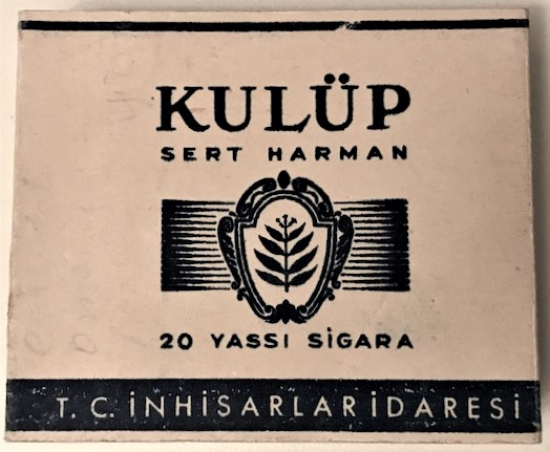 KULÜP
SERT HARMAN
20 YASSI SİGARA
T. C. İNHİSARLAR İDARESİ